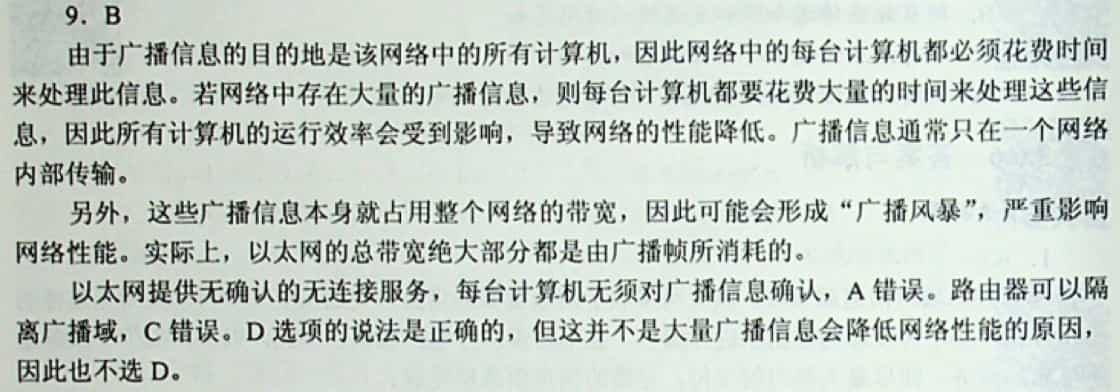 9．B
由于广播信息的目的地是该网络中的所有计算机，因此网络中的每台计算机都必须花费时间
来处理此信息。若网络中存在大量的广播信息，则每台计算机都要花费大量的时间来处理这些信
息，因此所有计算机的运行效率会受到影响，导致网络的性能降低。广播信息通常只在一个网络
内部传输。
另外，这些广播信息本身就占用整个网络的带宽，因此可能会形成“广播风暴”，严重影响
网络性能。实际上，以太网的总带宽绝大部分都是由广播帧所消耗的。
以太网提供无确认的无连接服务，每台计算机无须对广播信息确认，A 错误。路由器可以隔
离广播域，C 错误。D 选项的说法是正确的，但这并不是大量广播信息会降低网络性能的原因，
因此也不选 D。